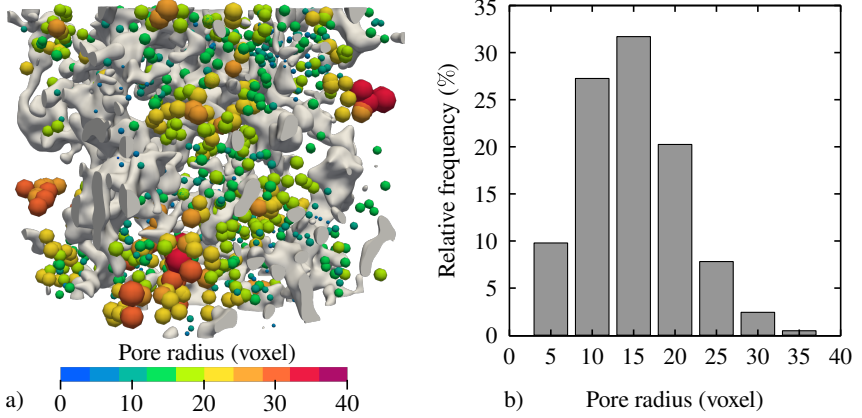 Pore radius (voxel)
0 10 20 30 40
a)
35
30
25
20
15
10
5
0
Relative frequency (%)
0 5 10 15 20 25 30 35 40
Pore radius (voxel)
b)